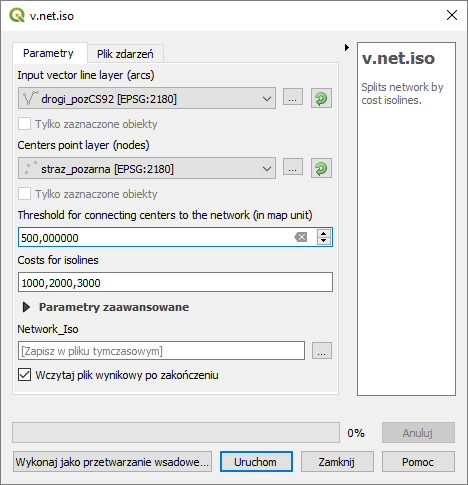 v.net.iso
Parametry
Plik zdarzeń
Input vector line layer (arcs)
drogi_pozCS92 [EPSG:2180]
...
Tylko zaznaczone obiekty
Centers point layer (nodes)
straz_pozarna [EPSG:2180]
...
Tylko zaznaczone obiekty
Threshold for connecting centers to the network (in map unit)
500,000000
Costs for isolines
1000,2000,3000
Parametry zaawansowane
Network_Iso
[Zapisz w pliku tymczasowym]
...
Wczytaj plik wynikowy po zakończeniu
v.net.iso
Splits network by
cost isolines.
0%
Anuluj
Wykonaj jako przetwarzanie wsadowe...
Uruchom
Zamknij
Pomoc